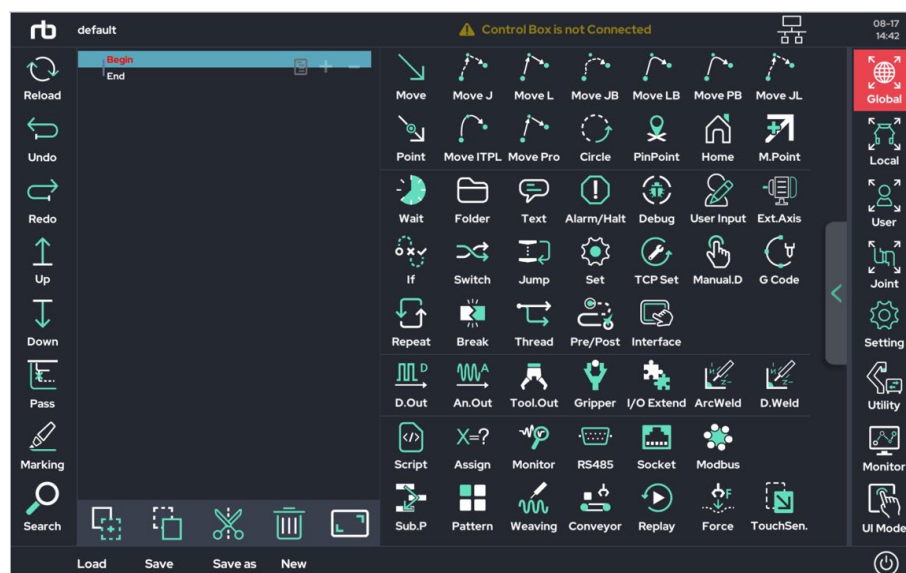 rb default Control Box is not Connected 08-17
14:42
Begin
End
Reload Move Move J Move L Move JB Move LB Move PB Move JL Global
Undo Point Move ITPL Move Pro Circle PinPoint Home M.Point Local
Redo Wait Folder Text Alarm/Halt Debug User Input Ext.Axis User
Up If Switch Jump Set TCP Set Manual.D G Code Joint
Down Repeat Break Thread Pre/Post Interface Setting
D A
Pass D.Out An.Out Tool.Out Gripper I/O Extend ArcWeld D.Weld Utility
X=?
Marking Script Assign Monitor RS485 Socket Modbus Monitor
F
Search Sub.P Pattern Weaving Conveyor Replay Force TouchSen. UI Mode
Load Save Save as New